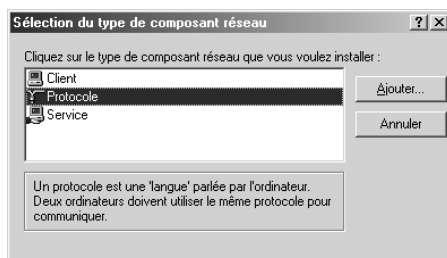 Sélection du type de composant réseau
Cliquez sur le type de composant réseau que vous voulez installer :
Client
Protocole
Service
Ajouter...
Annuler
Un protocole est une 'langue' parlée par l'ordinateur.
Deux ordinateurs doivent utiliser le même protocole pour
communiquer.